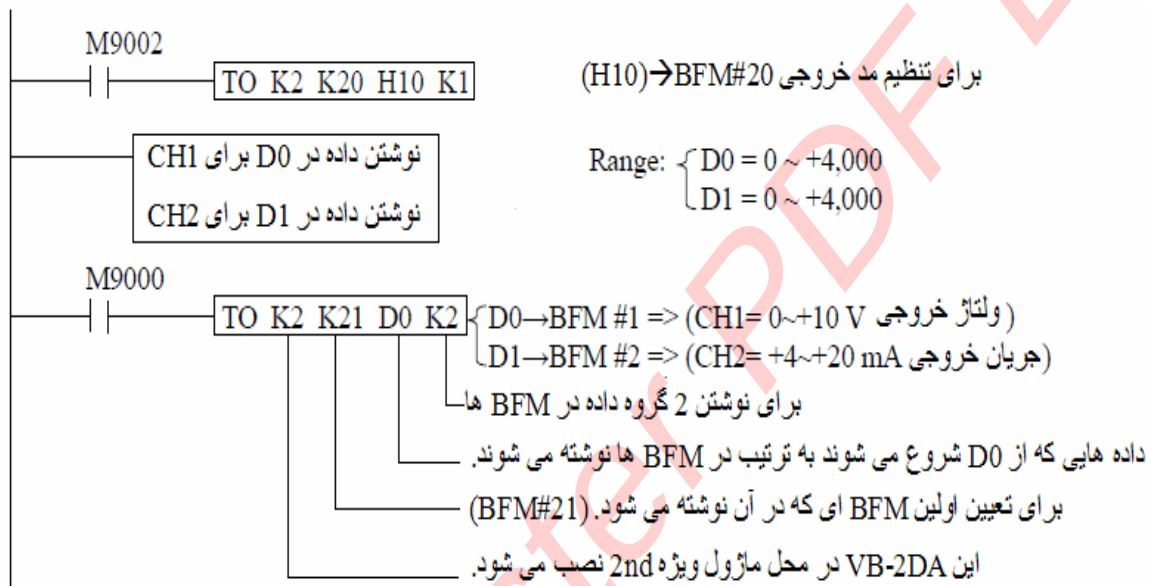 M9002
TO K2 K20 H10 K1
برای تنظیم مد خروجی BFM#20→(H10)
نوشتن داده در D0 برای CH1
نوشتن داده در D1 برای CH2
Range: D0 = 0 ~ +4,000
D1 = 0 ~ +4,000
M9000
TO K2 K21 D0 K2
D0→BFM #1 => (CH1= 0~+10 V ولتاژ خروجی)
D1→BFM #2 => (CH2= +4~+20 mA جریان خروجی)
برای نوشتن 2 گروه داده در BFM ها
داده هایی که از D0 شروع می شوند به ترتیب در BFM ها نوشته می شوند.
برای تعیین اولین BFM ای که در آن نوشته می شود. (BFM#21)
این VB-2DA در محل ماژول ویژه 2nd نصب می شود.
ter PDF E